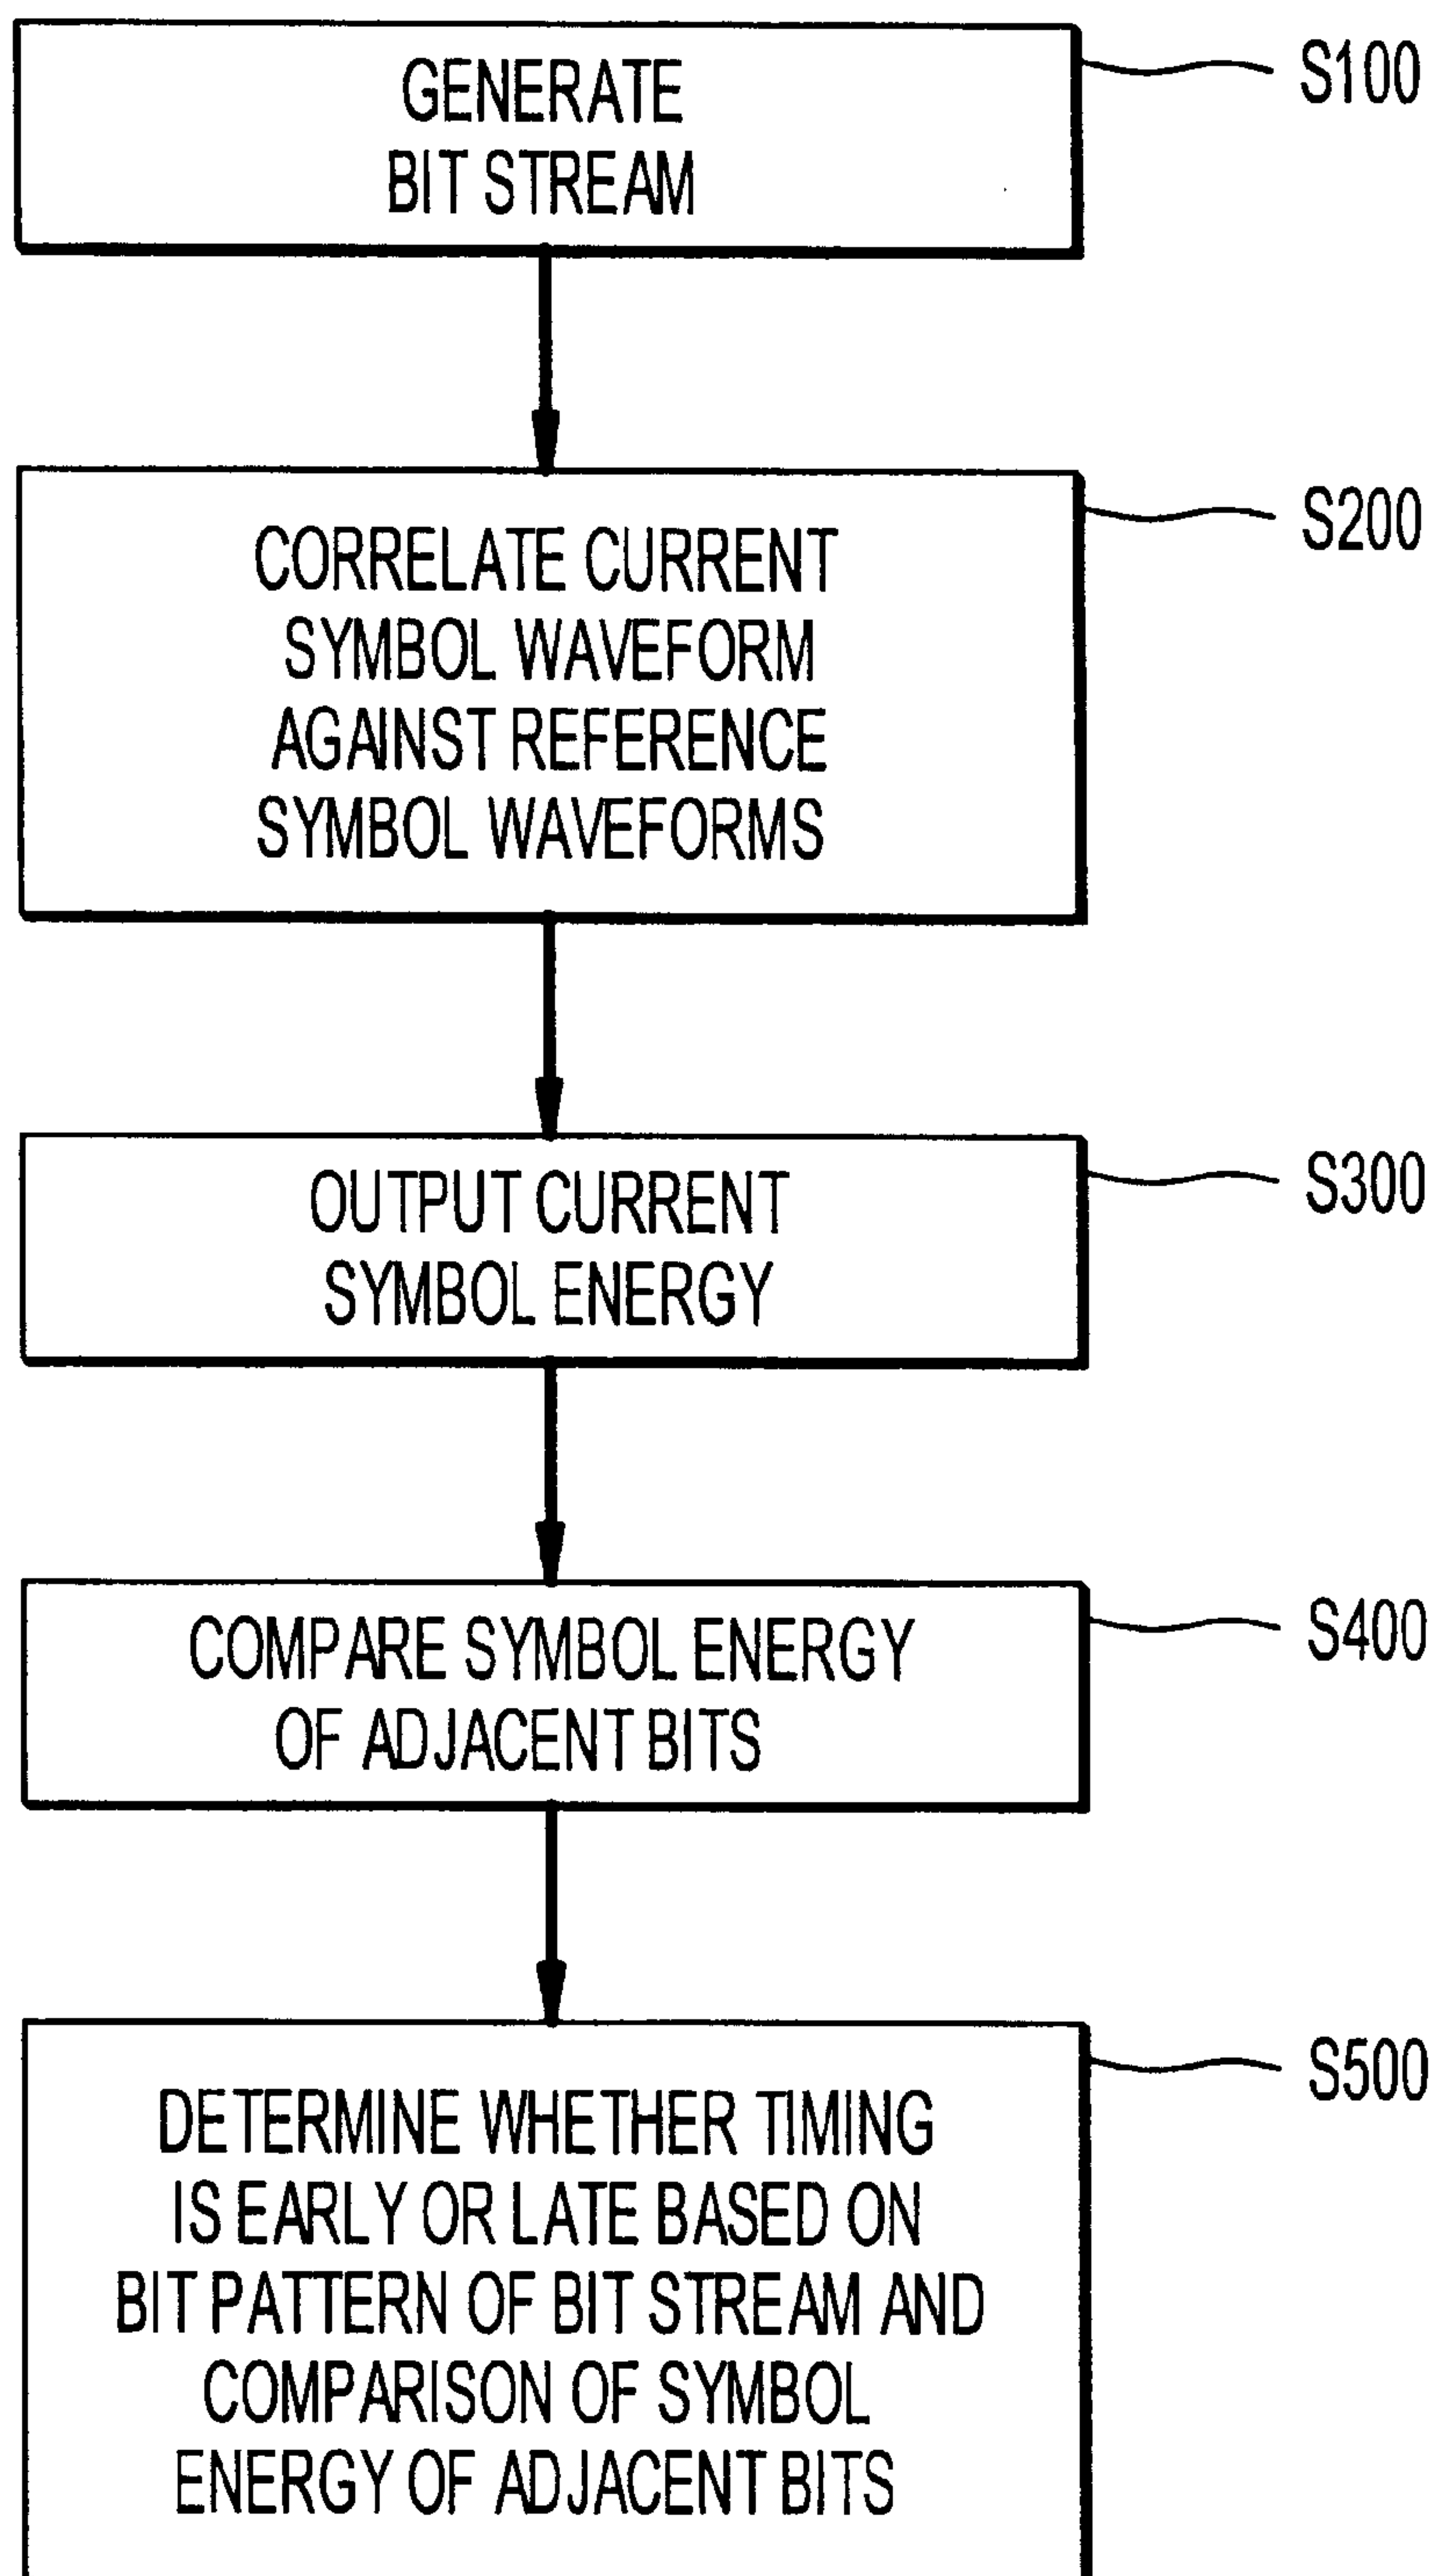 GENERATE
BIT STREAM
S100
CORRELATE CURRENT
SYMBOL WAVEFORM
AGAINST REFERENCE
SYMBOL WAVEFORMS
S200
OUTPUT CURRENT
SYMBOL ENERGY
S300
COMPARE SYMBOL ENERGY
OF ADJACENT BITS
S400
DETERMINE WHETHER TIMING
IS EARLY OR LATE BASED ON
BIT PATTERN OF BIT STREAM AND
COMPARISON OF SYMBOL
ENERGY OF ADJACENT BITS
S500